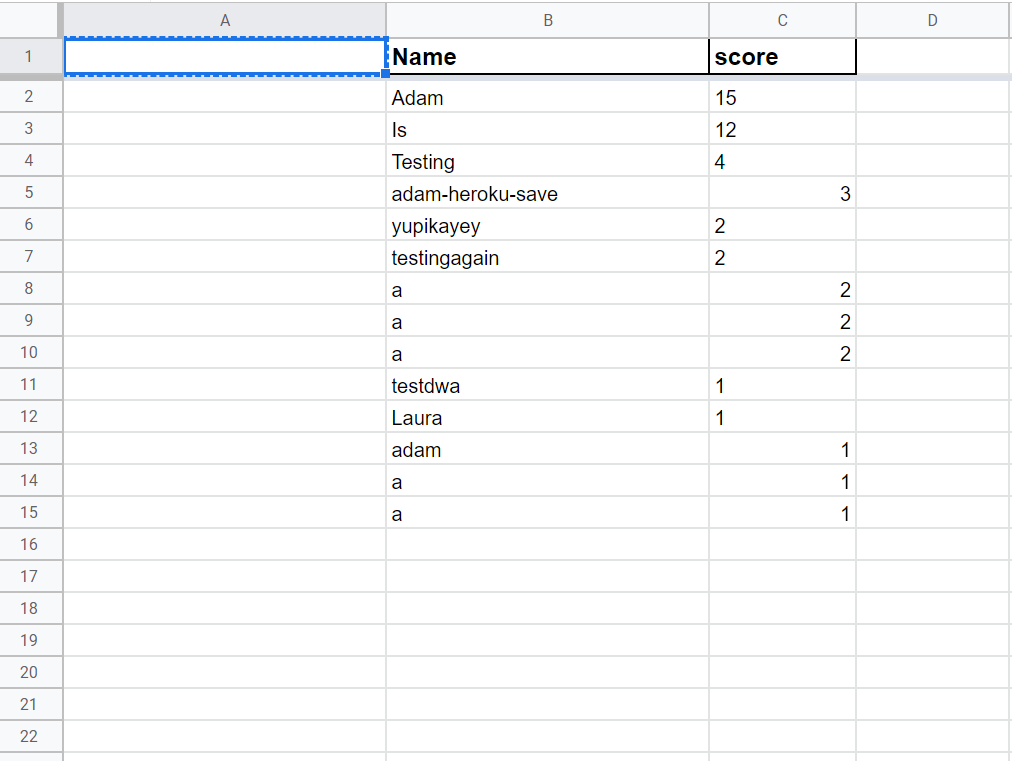 A B C D
1 Name score
2 Adam 15
3 Is 12
4 Testing 4
5 adam-heroku-save 3
6 yupikayey 2
7 testingagain 2
8 a 2
9 a 2
10 a 2
11 testdwa 1
12 Laura 1
13 adam 1
14 a 1
15 a 1
16
17
18
19
20
21
22